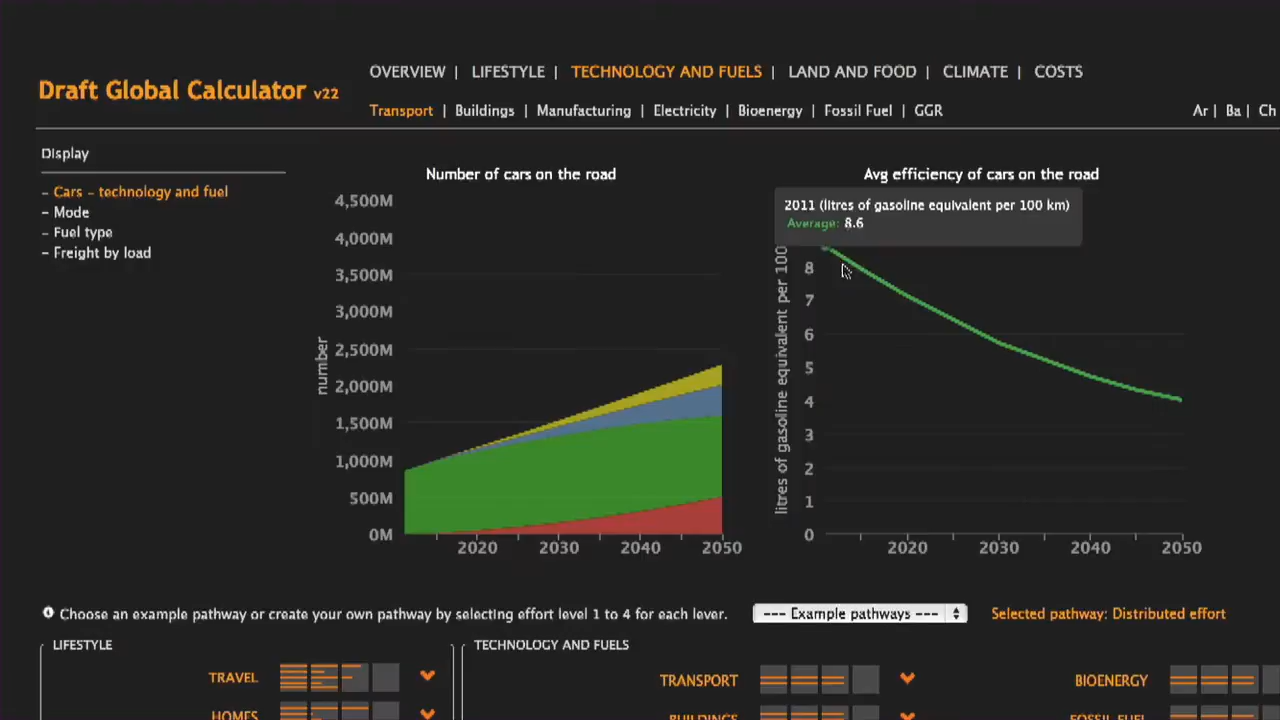 OVERVIEW | LIFESTYLE | TECHNOLOGY AND FUELS | LAND AND FOOD | CLIMATE | COSTS
Draft Global Calculator v22
Transport | Buildings | Manufacturing | Electricity | Bioenergy | Fossil Fuel | GGR
Ar | Ba | Ch
Display
– Cars – technology and fuel
– Mode
– Fuel type
– Freight by load
Number of cars on the road
4,500M
4,000M
3,500M
3,000M
2,500M
2,000M
1,500M
1,000M
500M
0M
number
2020 2030 2040 2050
Avg efficiency of cars on the road
2011 (litres of gasoline equivalent per 100 km)
Average: 8.6
8
7
6
5
4
3
2
1
0
litres of gasoline equivalent per 100
2020 2030 2040 2050
Choose an example pathway or create your own pathway by selecting effort level 1 to 4 for each lever.
--- Example pathways ---
Selected pathway: Distributed effort
LIFESTYLE
TRAVEL
HOMES
TECHNOLOGY AND FUELS
TRANSPORT
BUILDINGS
BIOENERGY
FOSSIL FUEL